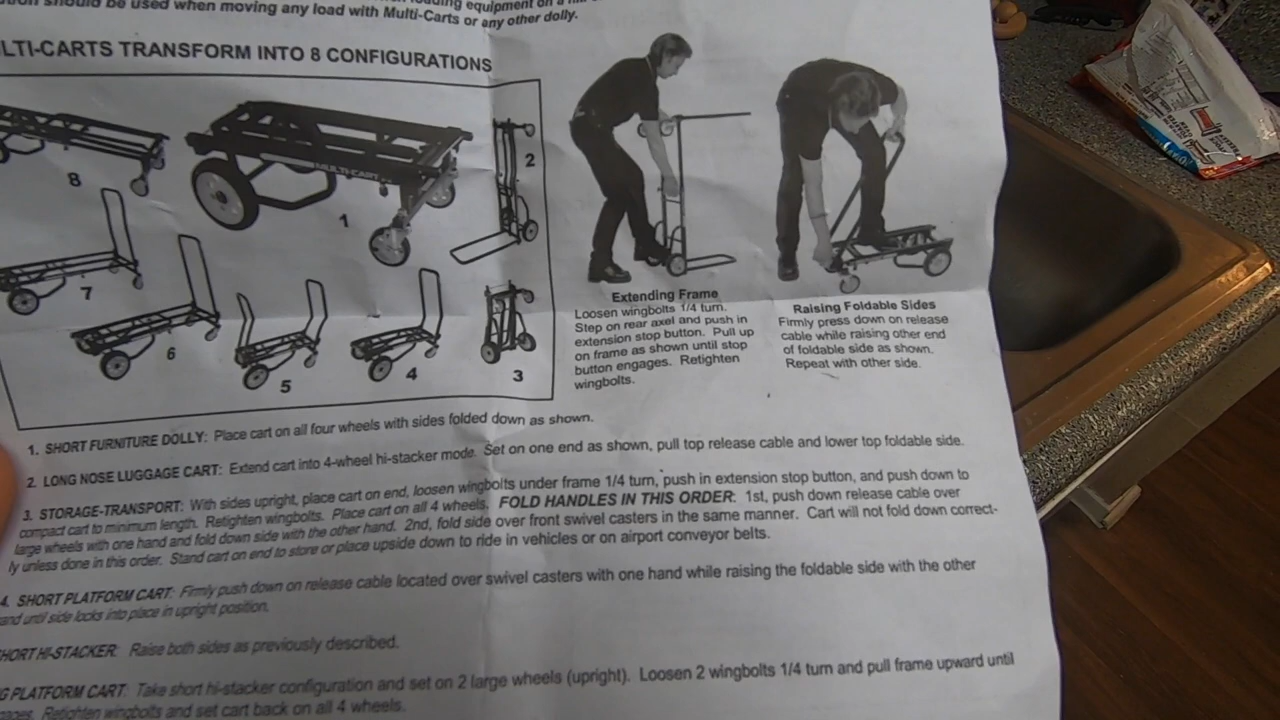 should be used when moving any load with Multi-Carts or any other dolly.
LTI-CARTS TRANSFORM INTO 8 CONFIGURATIONS
8
MULTI-CART
1
2
7
6
5
4
3
Extending Frame
Loosen wingbolts 1/4 turn.
Step on rear axel and push in
extension stop button. Pull up
on frame as shown until stop
button engages. Retighten
wingbolts.
Raising Foldable Sides
Firmly press down on release
cable while raising other end
of foldable side as shown.
Repeat with other side.
1. SHORT FURNITURE DOLLY: Place cart on all four wheels with sides folded down as shown.
2. LONG NOSE LUGGAGE CART: Extend cart into 4-wheel hi-stacker mode. Set on one end as shown, pull top release cable and lower top foldable side.
3. STORAGE-TRANSPORT: With sides upright, place cart on end, loosen wingbolts under frame 1/4 turn, push in extension stop button, and push down to
compact cart to minimum length. Retighten wingbolts. Place cart on all 4 wheels. FOLD HANDLES IN THIS ORDER: 1st, push down release cable over
large wheels with one hand and fold down side with the other hand. 2nd, fold side over front swivel casters in the same manner. Cart will not fold down correct-
ly unless done in this order. Stand cart on end to store or place upside down to ride in vehicles or on airport conveyor belts.
4. SHORT PLATFORM CART: Firmly push down on release cable located over swivel casters with one hand while raising the foldable side with the other
and until side locks into place in upright position.
HORT HI-STACKER: Raise both sides as previously described.
G PLATFORM CART: Take short hi-stacker configuration and set on 2 large wheels (upright). Loosen 2 wingbolts 1/4 turn and pull frame upward until
ages. Retighten wingbolts and set cart back on all 4 wheels.